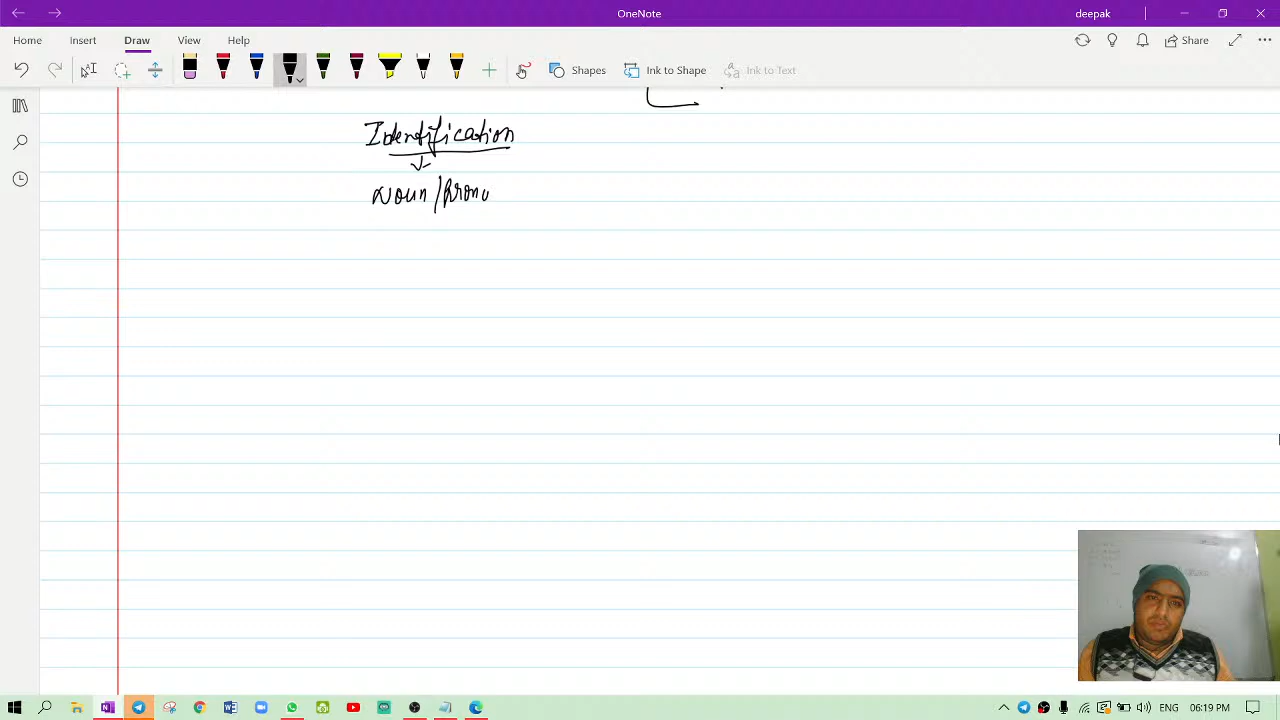 OneNote
deepak
Home Insert Draw View Help
Share
Shapes Ink to Shape Ink to Text
Identification
Noun/Prono
ENG 06:19 PM